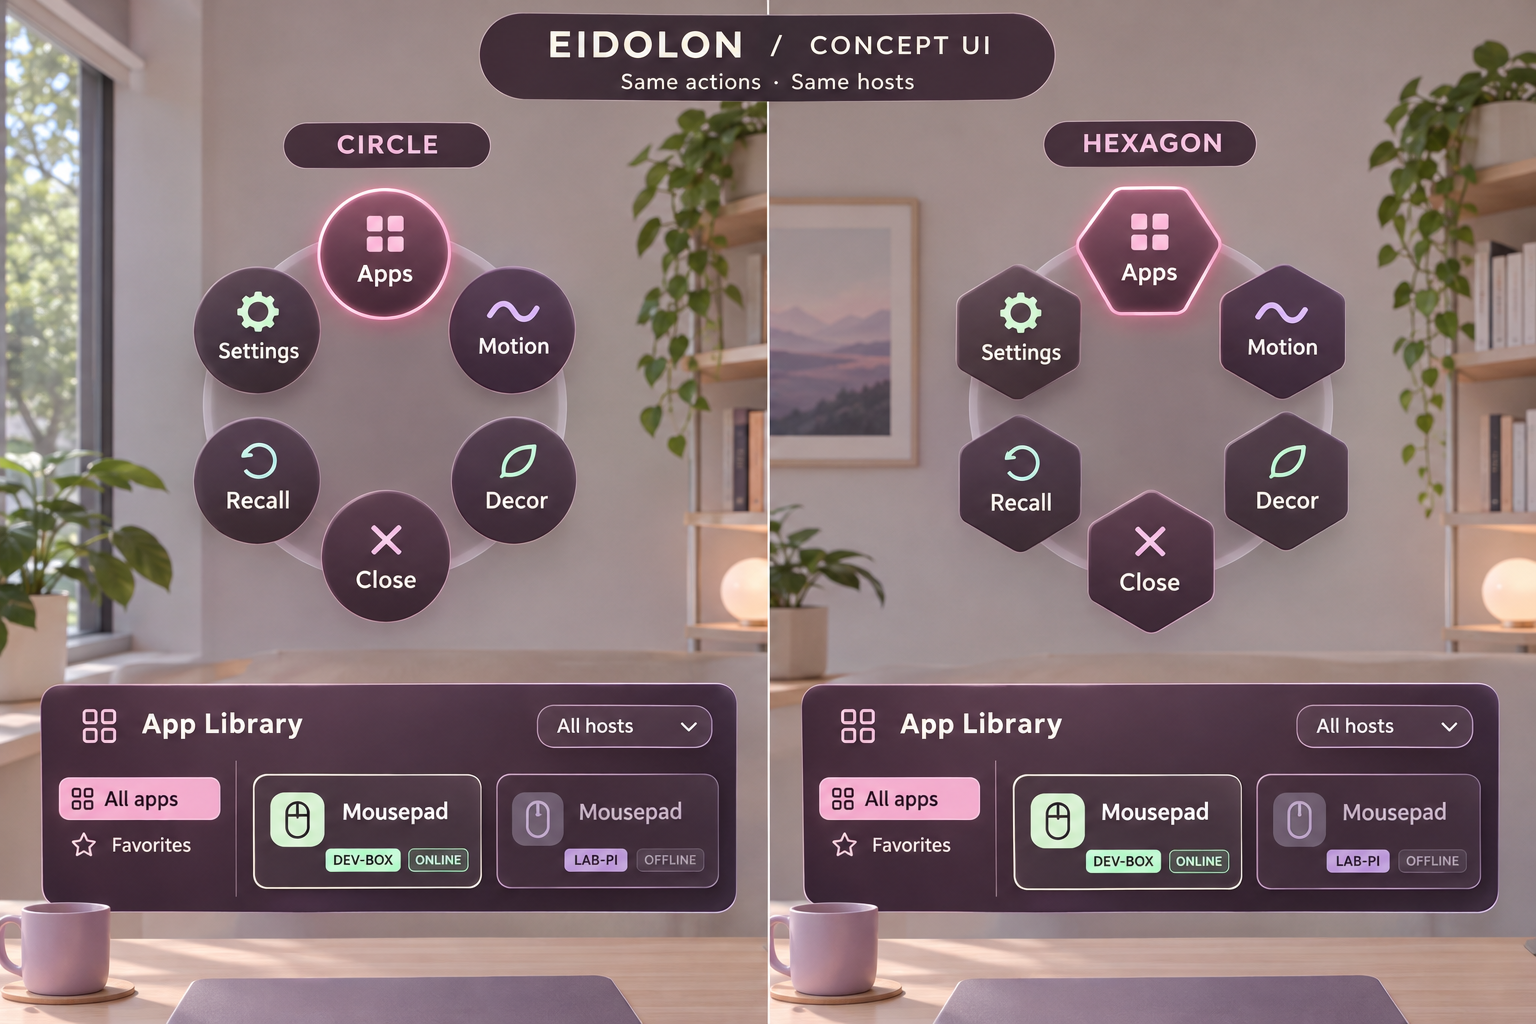 EIDOLON / CONCEPT UI
Same actions · Same hosts
CIRCLE
Apps
Settings
Motion
Recall
Decor
Close
App Library
All hosts
All apps
Favorites
Mousepad
DEV-BOX
ONLINE
Mousepad
LAB-PI
OFFLINE
HEXAGON
Apps
Settings
Motion
Recall
Decor
Close
App Library
All hosts
All apps
Favorites
Mousepad
DEV-BOX
ONLINE
Mousepad
LAB-PI
OFFLINE